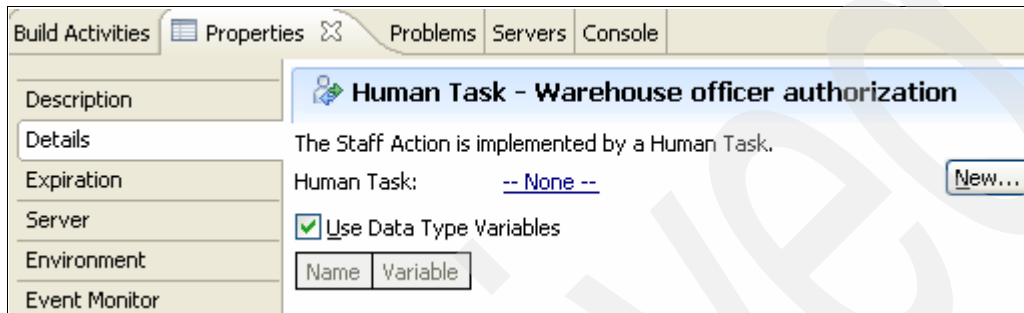 Build Activities Properties Problems Servers Console
Description
Details
Expiration
Server
Environment
Event Monitor
Human Task - Warehouse officer authorization
The Staff Action is implemented by a Human Task.
Human Task: -- None -- New...
Use Data Type Variables
Name Variable